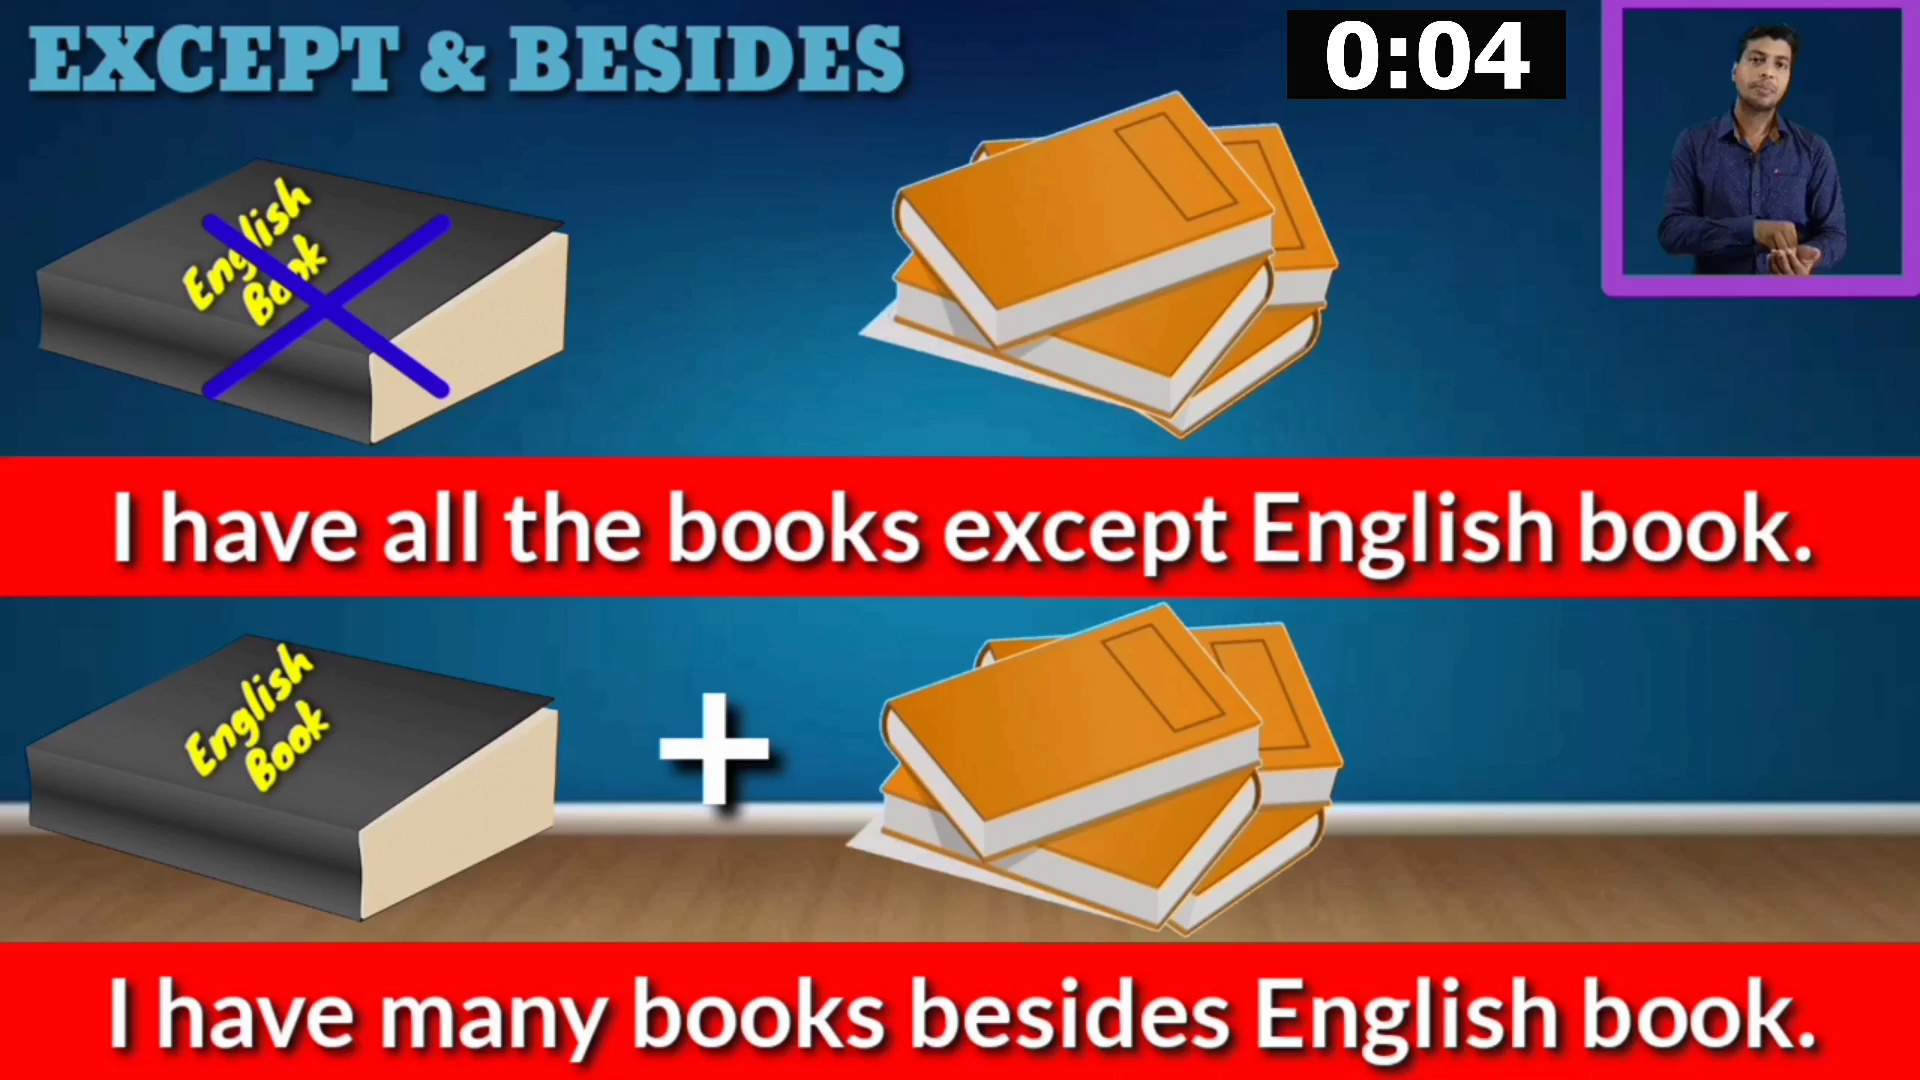 EXCEPT & BESIDES
0:04
English
Book
I have all the books except English book.
English
Book
+
I have many books besides English book.